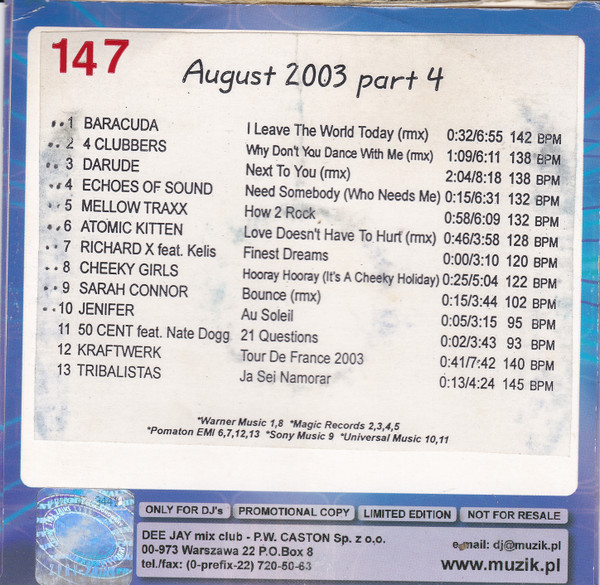 147
August 2003 part 4
1 BARACUDA I Leave The World Today (rmx) 0:32/6:55 142 BPM
2 4 CLUBBERS Why Don't You Dance With Me (rmx) 1:09/6:11 138 BPM
3 DARUDE Next To You (rmx) 2:04/8:18 138 BPM
4 ECHOES OF SOUND Need Somebody (Who Needs Me) 0:15/6:31 132 BPM
5 MELLOW TRAXX How 2 Rock 0:58/6:09 132 BPM
6 ATOMIC KITTEN Love Doesn't Have To Hurt (rmx) 0:46/3:58 128 BPM
7 RICHARD X feat. Kelis Finest Dreams 0:00/3:10 120 BPM
8 CHEEKY GIRLS Hooray Hooray (It's A Cheeky Holiday) 0:25/5:04 122 BPM
9 SARAH CONNOR Bounce (rmx) 0:15/3:44 102 BPM
10 JENIFER Au Soleil 0:05/3:15 95 BPM
11 50 CENT feat. Nate Dogg 21 Questions 0:02/3:43 93 BPM
12 KRAFTWERK Tour De France 2003 0:41/7:42 140 BPM
13 TRIBALISTAS Ja Sei Namorar 0:13/4:24 145 BPM
*Warner Music 1,8 *Magic Records 2,3,4,5
*Pomaton EMI 6,7,12,13 *Sony Music 9 *Universal Music 10,11
ONLY FOR DJ's PROMOTIONAL COPY LIMITED EDITION NOT FOR RESALE
DEE JAY mix club - P.W. CASTON Sp. z o.o.
00-973 Warszawa 22 P.O.Box 8 e-mail: dj@muzik.pl
tel./fax: (0-prefix-22) 720-50-63 www.muzik.pl